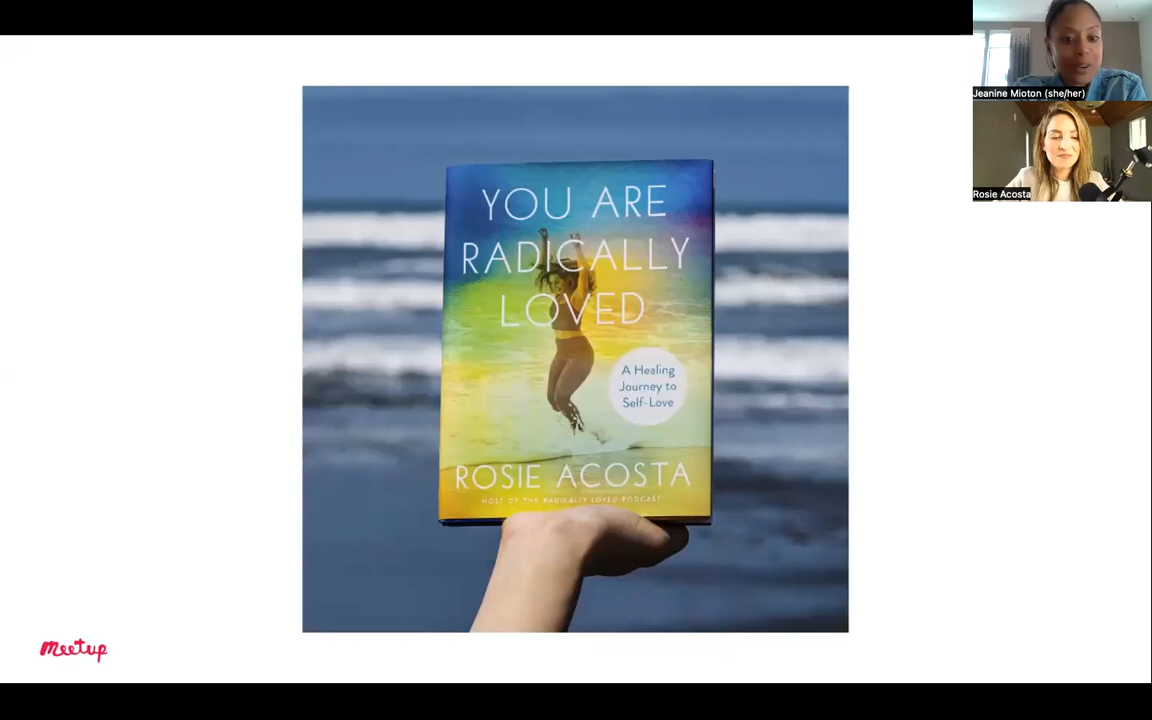 Jeanine Mioton (she/her)
Rosie Acosta
YOU ARE
RADICALLY
LOVED
A Healing
Journey to
Self-Love
ROSIE ACOSTA
HOST OF THE RADICALLY LOVED PODCAST
meetup